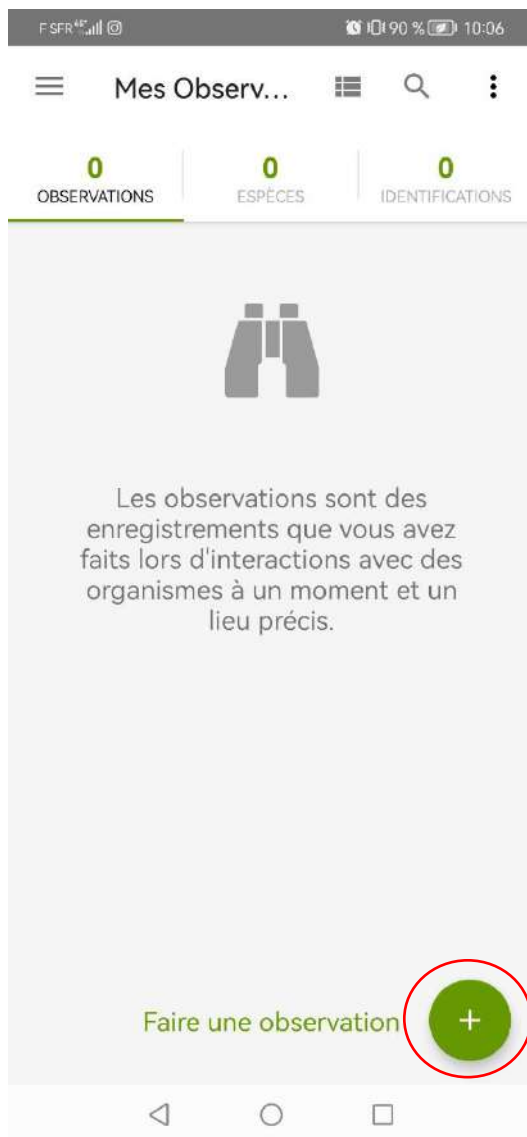 F SFR 4G 90 % 10:06
Mes Observ...
0 0 0
OBSERVATIONS ESPÈCES IDENTIFICATIONS
Les observations sont des
enregistrements que vous avez
faits lors d'interactions avec des
organismes à un moment et un
lieu précis.
Faire une observation +